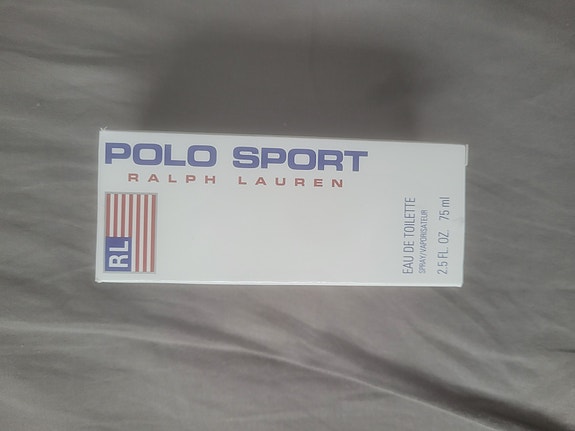 POLO SPORT
RALPH LAUREN
RL
EAU DE TOILETTE
SPRAY/VAPORISATEUR
2.5 FL. OZ. 75 ml